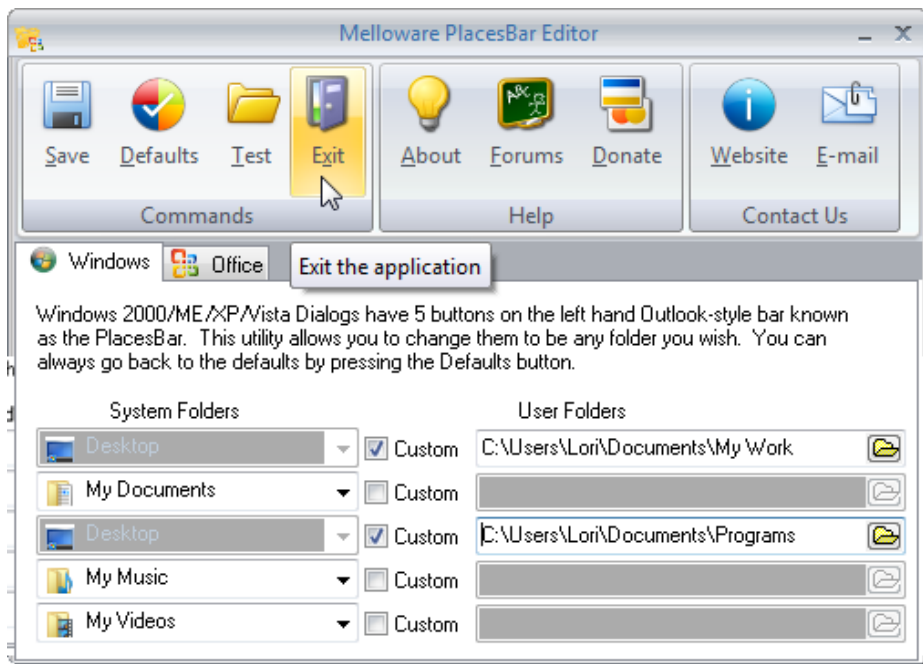 Melloware PlacesBar Editor
Save Defaults Test Exit About Forums Donate Website E-mail
Commands Help Contact Us
Windows Office Exit the application
Windows 2000/ME/XP/Vista Dialogs have 5 buttons on the left hand Outlook-style bar known
as the PlacesBar. This utility allows you to change them to be any folder you wish. You can
always go back to the defaults by pressing the Defaults button.
System Folders User Folders
Desktop Custom C:\Users\Lori\Documents\My Work
My Documents Custom
Desktop Custom C:\Users\Lori\Documents\Programs
My Music Custom
My Videos Custom